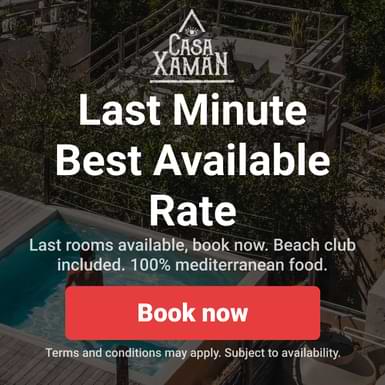 CASA
XAMAN
Last Minute
Best Available
Rate
Last rooms available, book now. Beach club
included. 100% mediterranean food.
Book now
Terms and conditions may apply. Subject to availability.